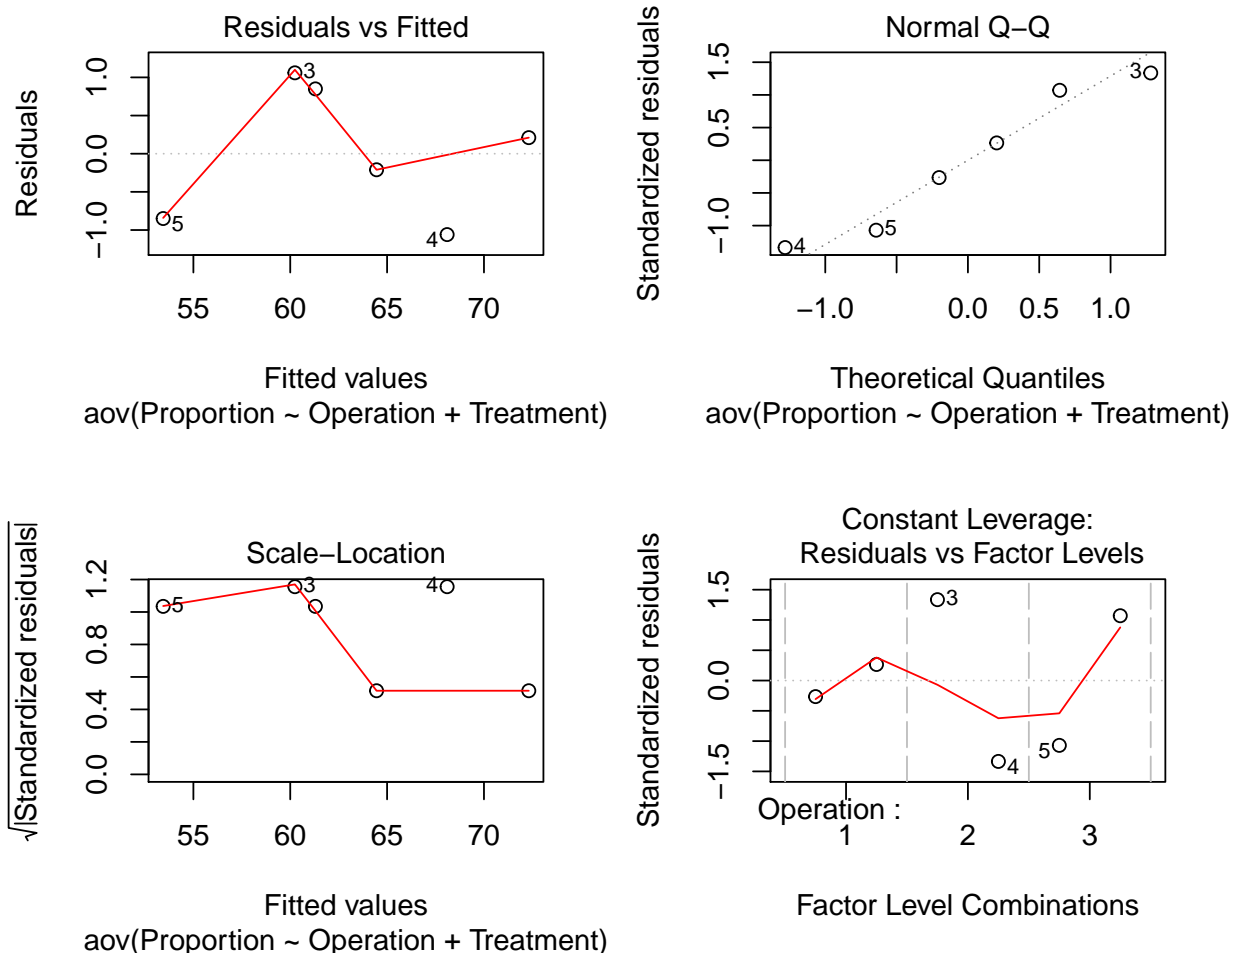 Residuals vs Fitted
Residuals
1.0
0.0
−1.0
3
5
4
55 60 65 70
Fitted values
aov(Proportion ~ Operation + Treatment)
Normal Q−Q
Standardized residuals
1.5
0.5
−1.0
3
5
4
−1.0 0.0 0.5 1.0
Theoretical Quantiles
aov(Proportion ~ Operation + Treatment)
Scale−Location
√|Standardized residuals|
1.2
0.8
0.4
0.0
5
3
4
55 60 65 70
Fitted values
aov(Proportion ~ Operation + Treatment)
Constant Leverage:
Residuals vs Factor Levels
Standardized residuals
1.5
0.0
−1.5
3
4
5
Operation :
1 2 3
Factor Level Combinations